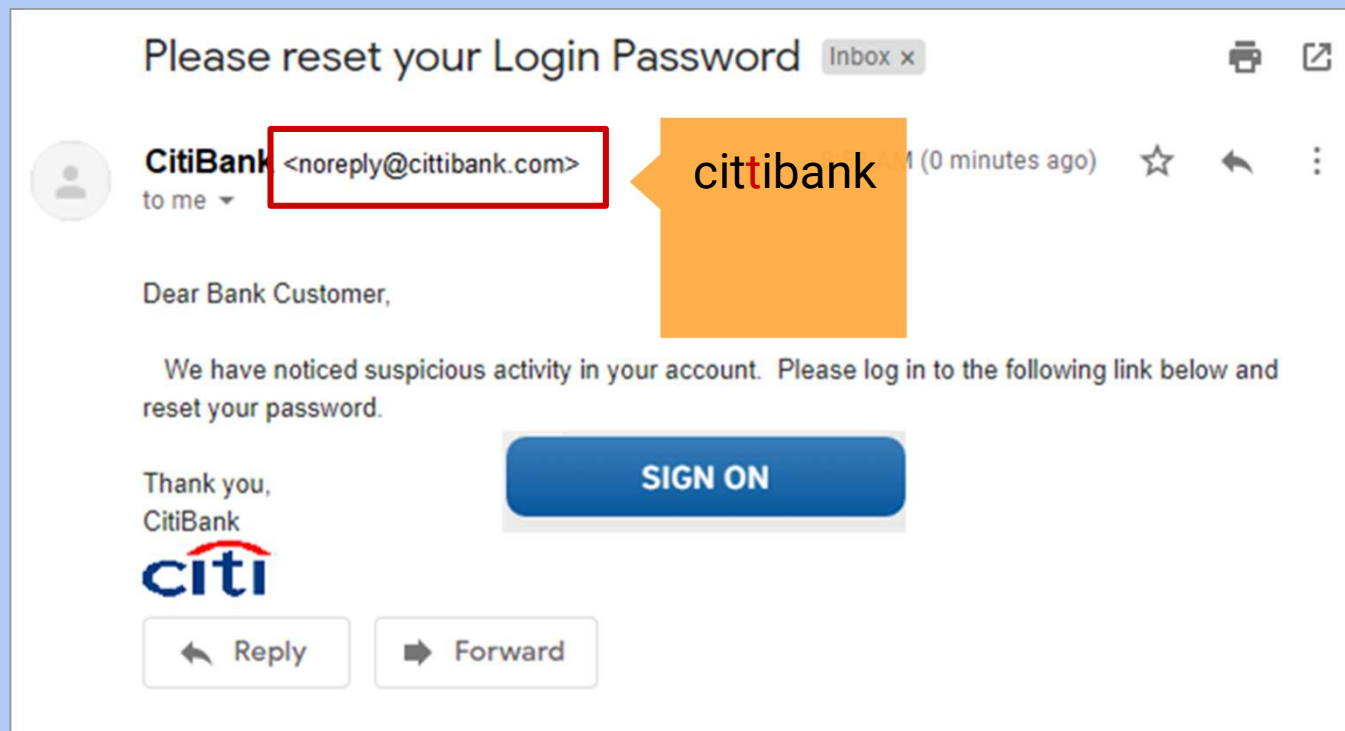 Please reset your Login Password Inbox x
CitiBank <noreply@cittibank.com>
cittibank
AM (0 minutes ago)
to me
Dear Bank Customer,
We have noticed suspicious activity in your account. Please log in to the following link below and
reset your password.
SIGN ON
Thank you,
CitiBank
citi
Reply
Forward